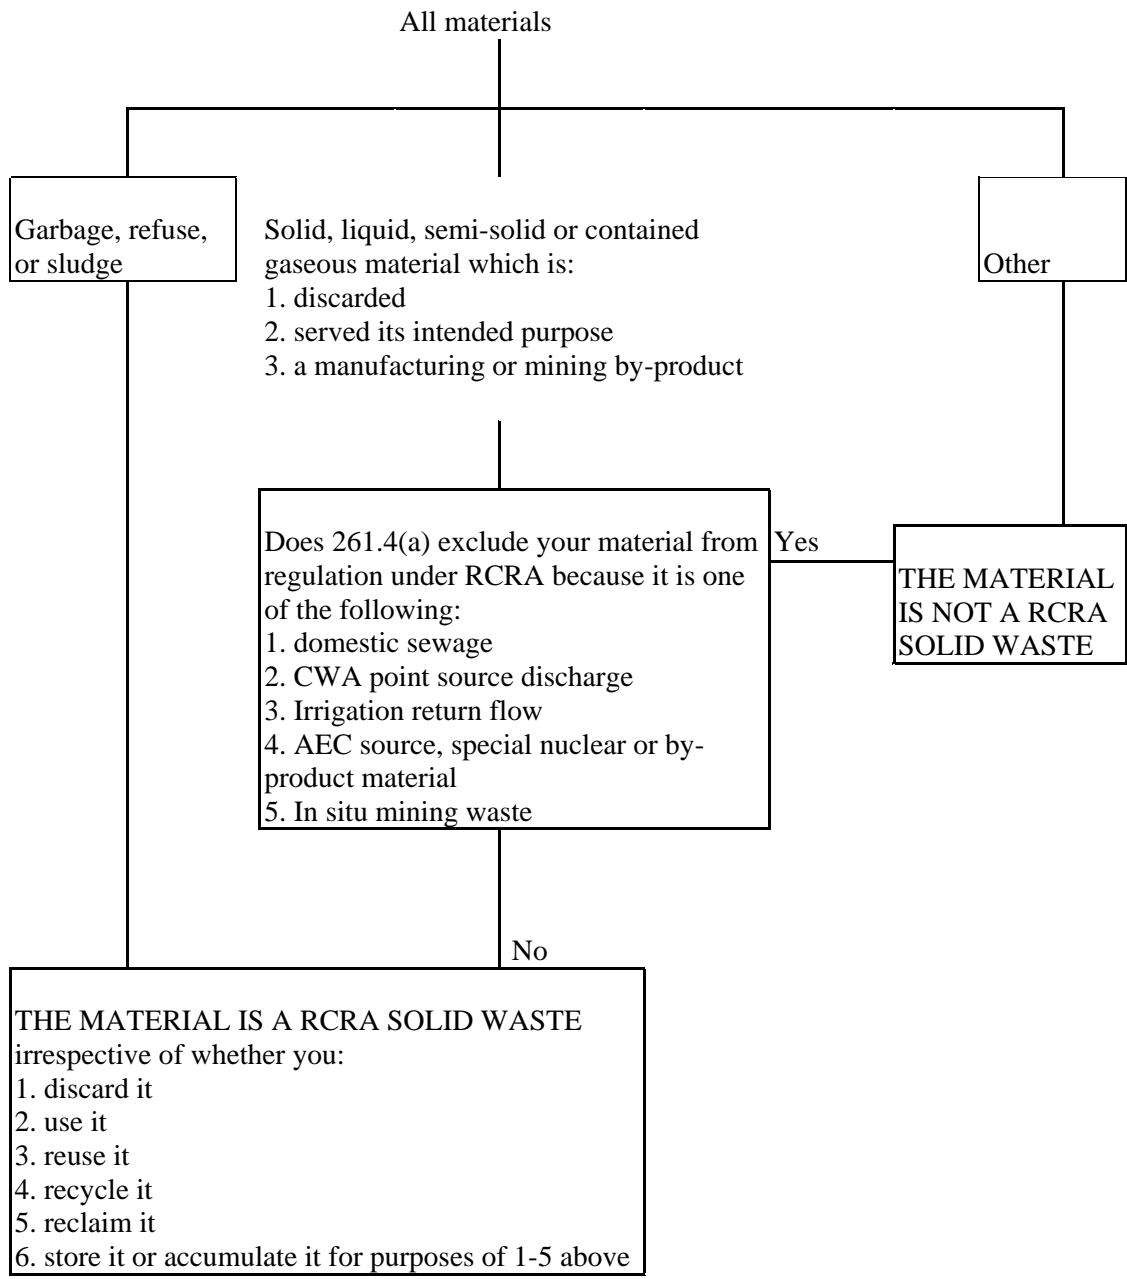 All materials
Garbage, refuse,
or sludge
Solid, liquid, semi-solid or contained
gaseous material which is:
1. discarded
2. served its intended purpose
3. a manufacturing or mining by-product
Other
Does 261.4(a) exclude your material from
regulation under RCRA because it is one
of the following:
1. domestic sewage
2. CWA point source discharge
3. Irrigation return flow
4. AEC source, special nuclear or by-
product material
5. In situ mining waste
Yes
THE MATERIAL
IS NOT A RCRA
SOLID WASTE
No
THE MATERIAL IS A RCRA SOLID WASTE
irrespective of whether you:
1. discard it
2. use it
3. reuse it
4. recycle it
5. reclaim it
6. store it or accumulate it for purposes of 1-5 above